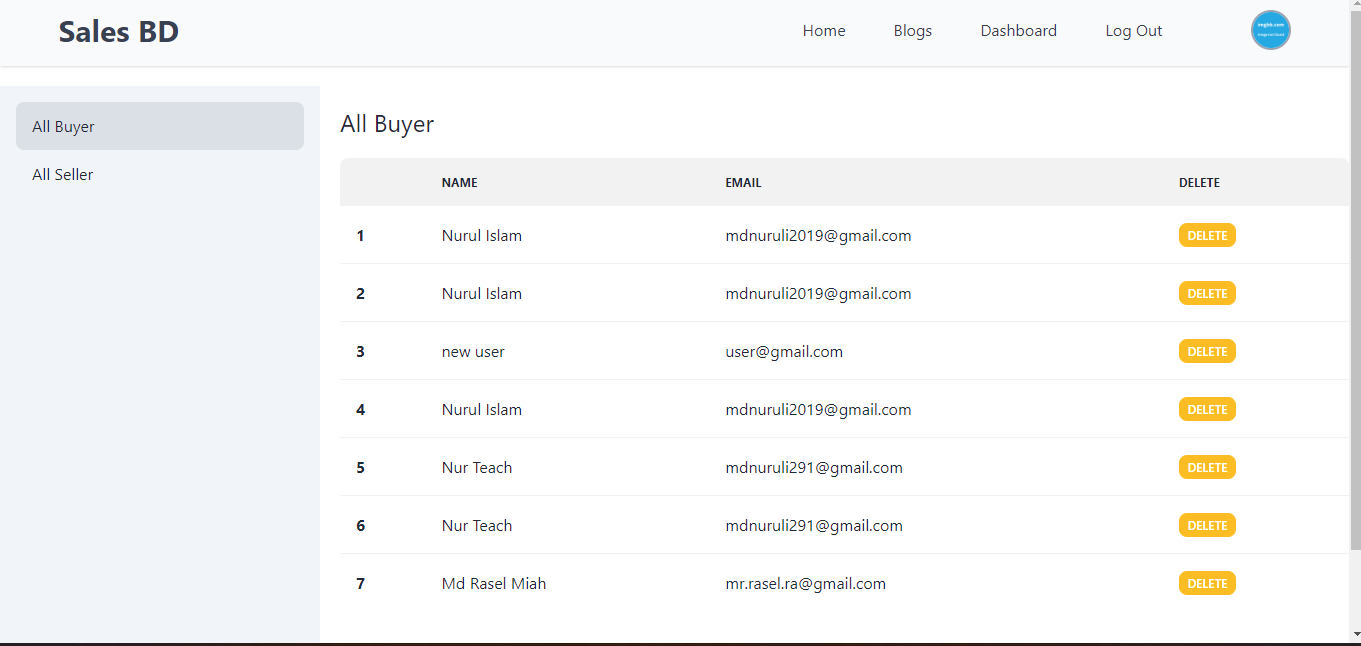 Sales BD Home Blogs Dashboard Log Out
All Buyer
All Seller
All Buyer
NAME EMAIL DELETE
1 Nurul Islam mdnuruli2019@gmail.com DELETE
2 Nurul Islam mdnuruli2019@gmail.com DELETE
3 new user user@gmail.com DELETE
4 Nurul Islam mdnuruli2019@gmail.com DELETE
5 Nur Teach mdnuruli291@gmail.com DELETE
6 Nur Teach mdnuruli291@gmail.com DELETE
7 Md Rasel Miah mr.rasel.ra@gmail.com DELETE